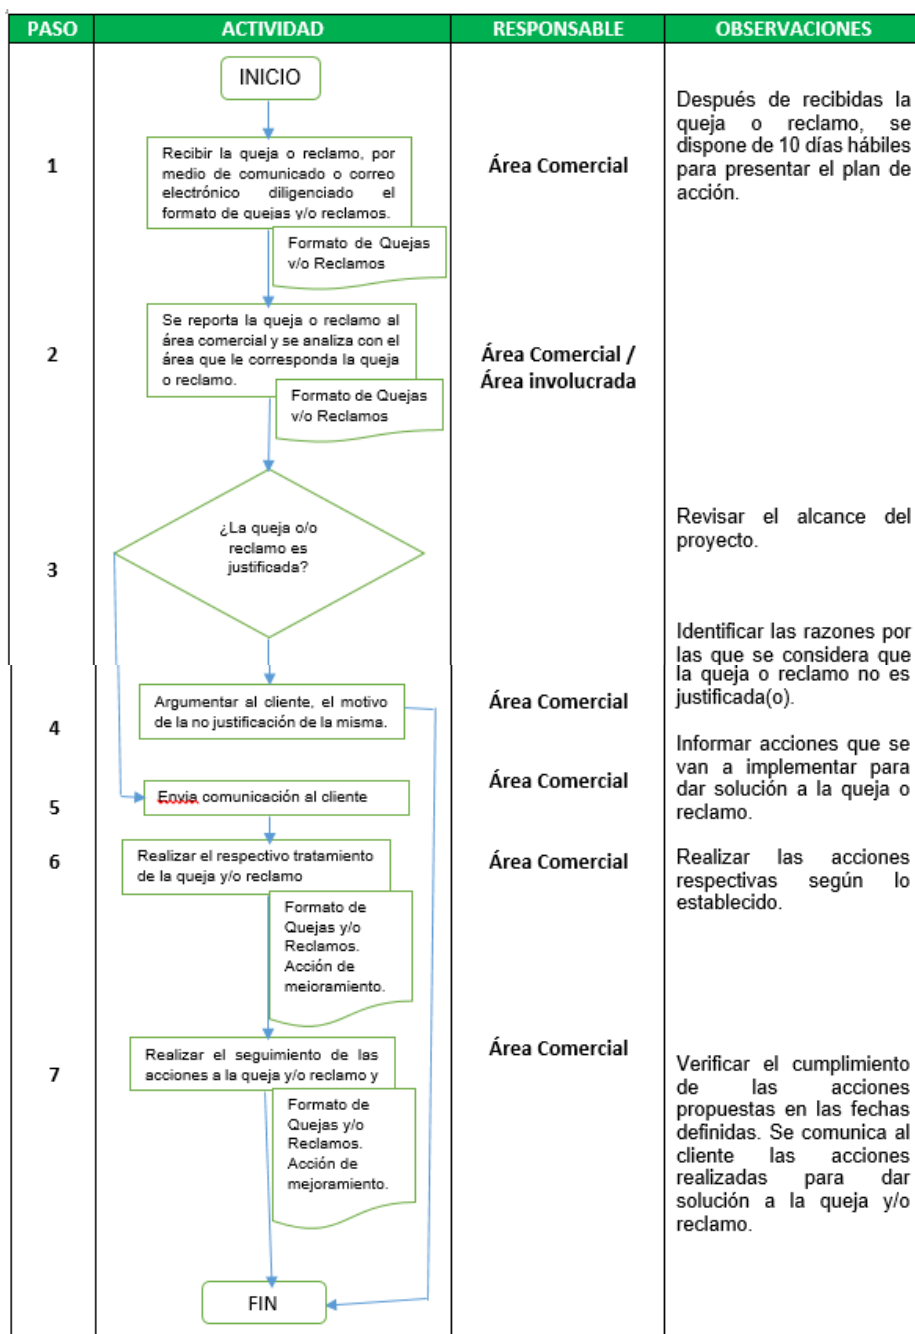 PASO ACTIVIDAD RESPONSABLE OBSERVACIONES
INICIO
1
Recibir la queja o reclamo, por
medio de comunicado o correo
electrónico diligenciado el
formato de quejas y/o reclamos.
Formato de Quejas
v/o Reclamos
Área Comercial
Después de recibidas la
queja o reclamo, se
dispone de 10 días hábiles
para presentar el plan de
acción.
2
Se reporta la queja o reclamo al
área comercial y se analiza con el
área que le corresponda la queja
o reclamo.
Formato de Quejas
v/o Reclamos
Área Comercial /
Área involucrada
3
¿La queja o/o
reclamo es
justificada?
Revisar el alcance del
proyecto.
Identificar las razones por
las que se considera que
la queja o reclamo no es
justificada(o).
4
Argumentar al cliente, el motivo
de la no justificación de la misma.
Área Comercial
5
Envia comunicación al cliente
Área Comercial
Informar acciones que se
van a implementar para
dar solución a la queja o
reclamo.
6
Realizar el respectivo tratamiento
de la queja y/o reclamo
Formato de
Quejas y/o
Reclamos.
Acción de
meioramiento.
Área Comercial
Realizar las acciones
respectivas según lo
establecido.
7
Realizar el seguimiento de las
acciones a la queja y/o reclamo y
Formato de
Quejas y/o
Reclamos.
Acción de
mejoramiento.
Área Comercial
Verificar el cumplimiento
de las acciones
propuestas en las fechas
definidas. Se comunica al
cliente las acciones
realizadas para dar
solución a la queja y/o
reclamo.
FIN